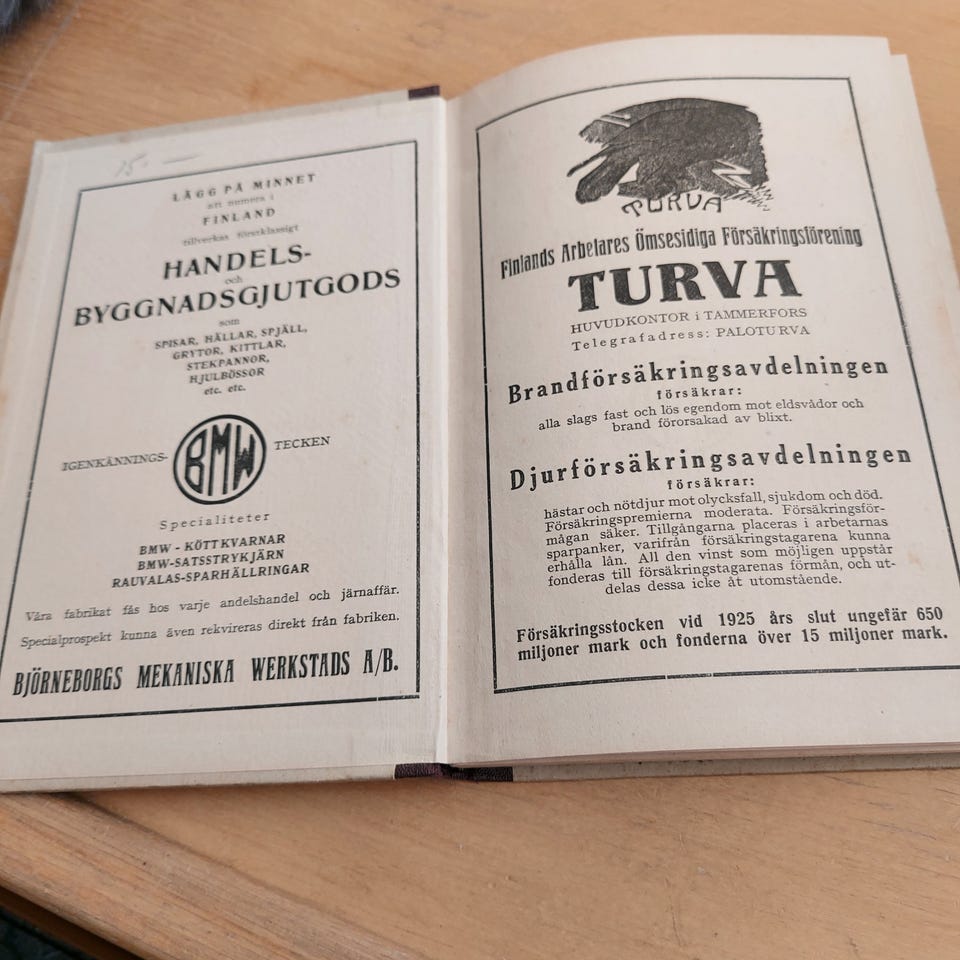 15.—
LÄGG PÅ MINNET
att numera i
FINLAND
tillverkas förstklassigt
HANDELS-
och
BYGGNADSGJUTGODS
som
SPISAR, HÄLLAR, SPJÄLL,
GRYTOR, KITTLAR,
STEKPANNOR,
HJULBÖSSOR
etc. etc.
IGENKÄNNINGS- BMW TECKEN
Specialiteter
BMW - KÖTTKVARNAR
BMW-SATSSTRYKJÄRN
RAUVALAS-SPARHÄLLRINGAR
Våra fabrikat fås hos varje andelshandel och järnaffär.
Specialprospekt kunna även rekvireras direkt från fabriken.
BJÖRNEBORGS MEKANISKA WERKSTADS A/B.
TURVA
Finlands Arbetares Ömsesidiga Försäkringsförening
TURVA
HUVUDKONTOR i TAMMERFORS
Telegrafadress: PALOTURVA
Brandförsäkringsavdelningen
försäkrar:
alla slags fast och lös egendom mot eldsvådor och
brand förorsakad av blixt.
Djurförsäkringsavdelningen
försäkrar:
hästar och nötdjur mot olycksfall, sjukdom och död.
Försäkringspremierna moderata. Försäkringsför-
mågan säker. Tillgångarna placeras i arbetarnas
sparpanker, varifrån försäkringstagarena kunna
erhålla lån. All den vinst som möjligen uppstår
fonderas till försäkringstagarenas förmån, och ut-
delas dessa icke åt utomstående.
Försäkringsstocken vid 1925 års slut ungefär 650
miljoner mark och fonderna över 15 miljoner mark.